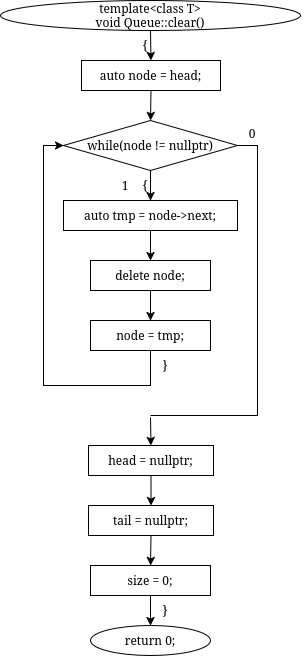 template<class T>
void Queue::clear()
{
auto node = head;
while(node != nullptr)
0
1 {
auto tmp = node->next;
delete node;
node = tmp;
}
head = nullptr;
tail = nullptr;
size = 0;
}
return 0;